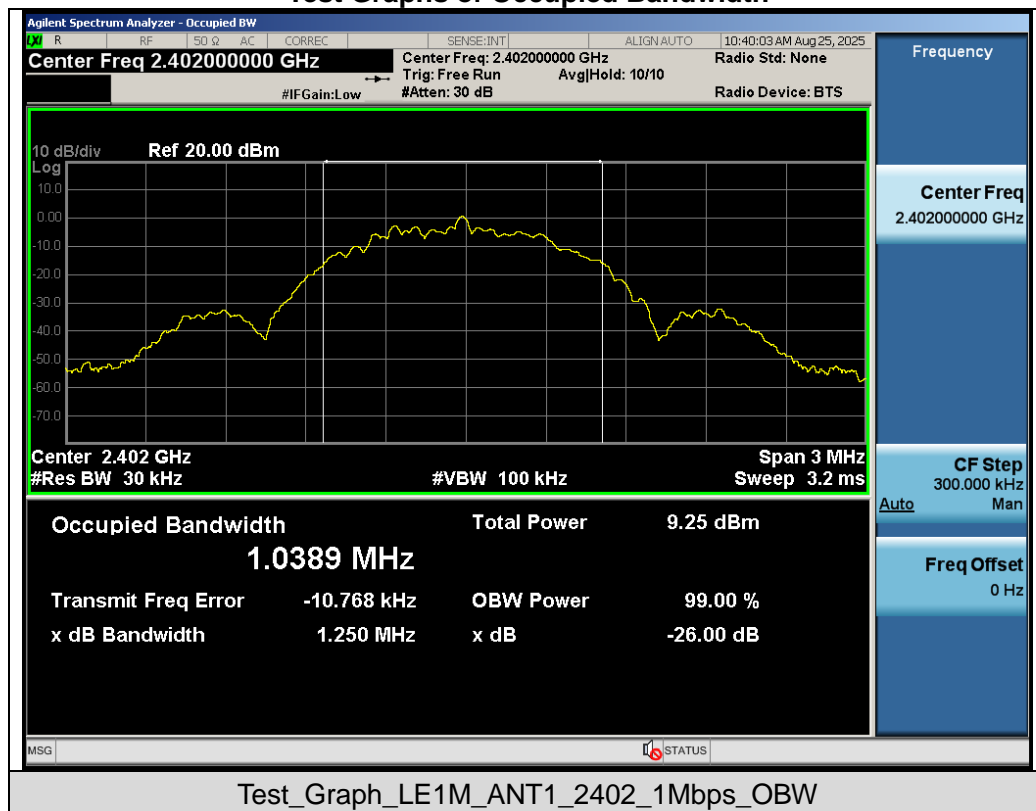 Test Graphs of Occupied Bandwidth
Agilent Spectrum Analyzer - Occupied BW
LXI R RF 50 Ω AC CORREC SENSE:INT ALIGN AUTO 10:40:03 AM Aug 25, 2025
Center Freq 2.402000000 GHz Center Freq: 2.402000000 GHz Radio Std: None
Trig: Free Run Avg|Hold: 10/10
#IFGain:Low #Atten: 30 dB Radio Device: BTS
Frequency
10 dB/div Ref 20.00 dBm
Log
10.0
0.00
-10.0
-20.0
-30.0
-40.0
-50.0
-60.0
-70.0
Center 2.402 GHz Span 3 MHz
#Res BW 30 kHz #VBW 100 kHz Sweep 3.2 ms
Occupied Bandwidth Total Power 9.25 dBm
1.0389 MHz
Transmit Freq Error -10.768 kHz OBW Power 99.00 %
x dB Bandwidth 1.250 MHz x dB -26.00 dB
Center Freq
2.402000000 GHz
CF Step
300.000 kHz
Auto Man
Freq Offset
0 Hz
MSG STATUS
Test_Graph_LE1M_ANT1_2402_1Mbps_OBW